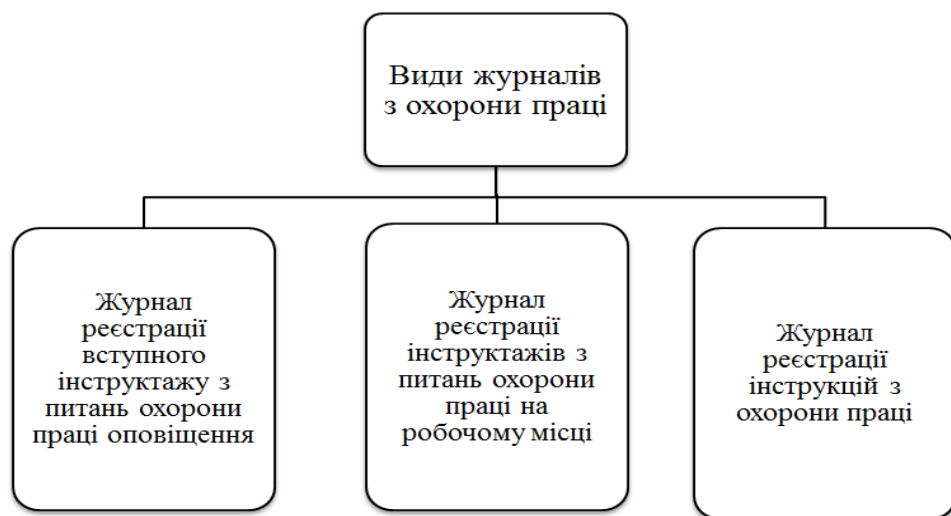 Види журналів
з охорони праці
Журнал
реєстрації
вступного
інструктажу з
питань охорони
праці оповіщення
Журнал
реєстрації
інструктажів з
питань охорони
праці на
робочому місці
Журнал
реєстрації
інструкцій з
охорони праці